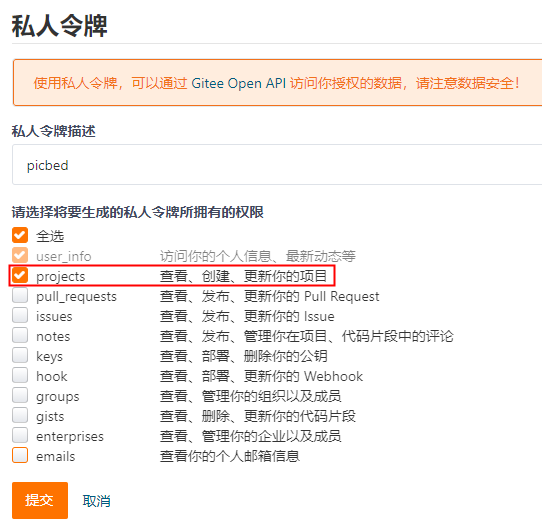 私人令牌
使用私人令牌，可以通过 Gitee Open API 访问你授权的数据，请注意数据安全！
私人令牌描述
picbed
请选择将要生成的私人令牌所拥有的权限
全选
user_info 访问你的个人信息、最新动态等
projects 查看、创建、更新你的项目
pull_requests 查看、发布、更新你的 Pull Request
issues 查看、发布、更新你的 Issue
notes 查看、发布、管理你在项目、代码片段中的评论
keys 查看、部署、删除你的公钥
hook 查看、部署、更新你的 Webhook
groups 查看、管理你的组织以及成员
gists 查看、删除、更新你的代码片段
enterprises 查看、管理你的企业以及成员
emails 查看你的个人邮箱信息
提交 取消